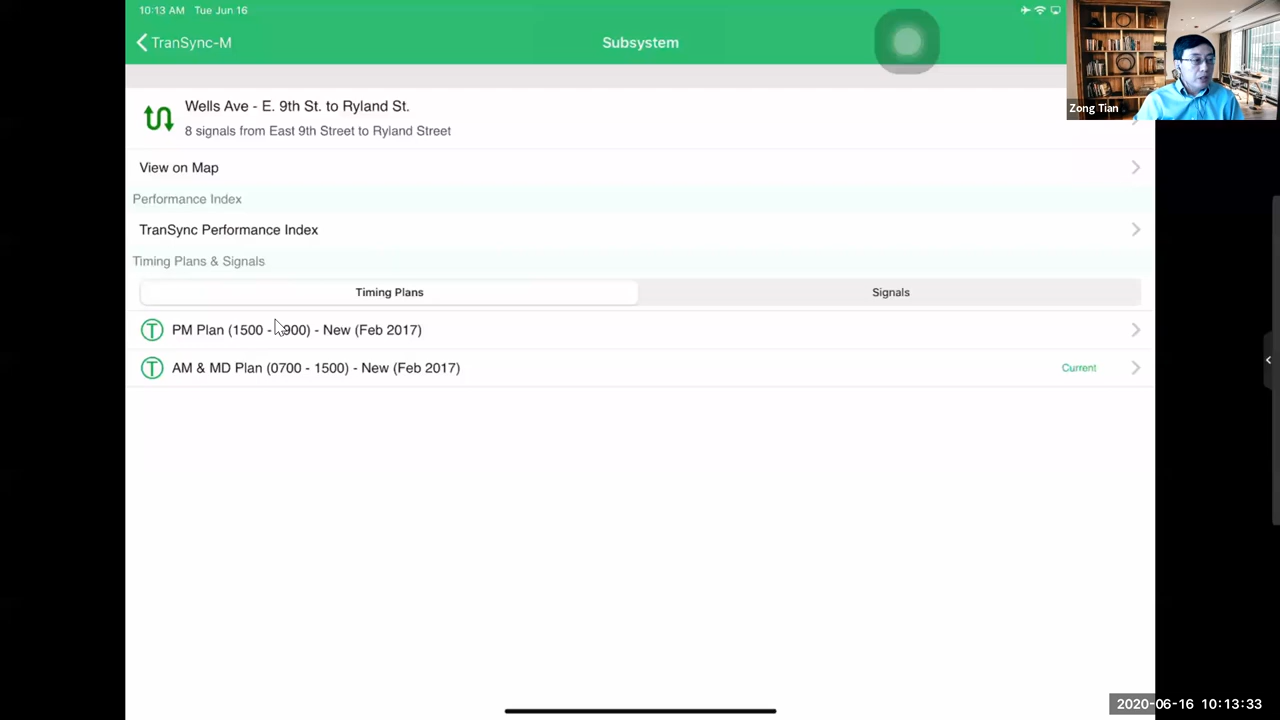 10:13 AM Tue Jun 16
TranSync-M
Subsystem
Zong Tian
Wells Ave - E. 9th St. to Ryland St.
8 signals from East 9th Street to Ryland Street
View on Map
Performance Index
TranSync Performance Index
Timing Plans & Signals
Timing Plans
Signals
PM Plan (1500 - 900) - New (Feb 2017)
AM & MD Plan (0700 - 1500) - New (Feb 2017)
Current
2020-06-16 10:13:33